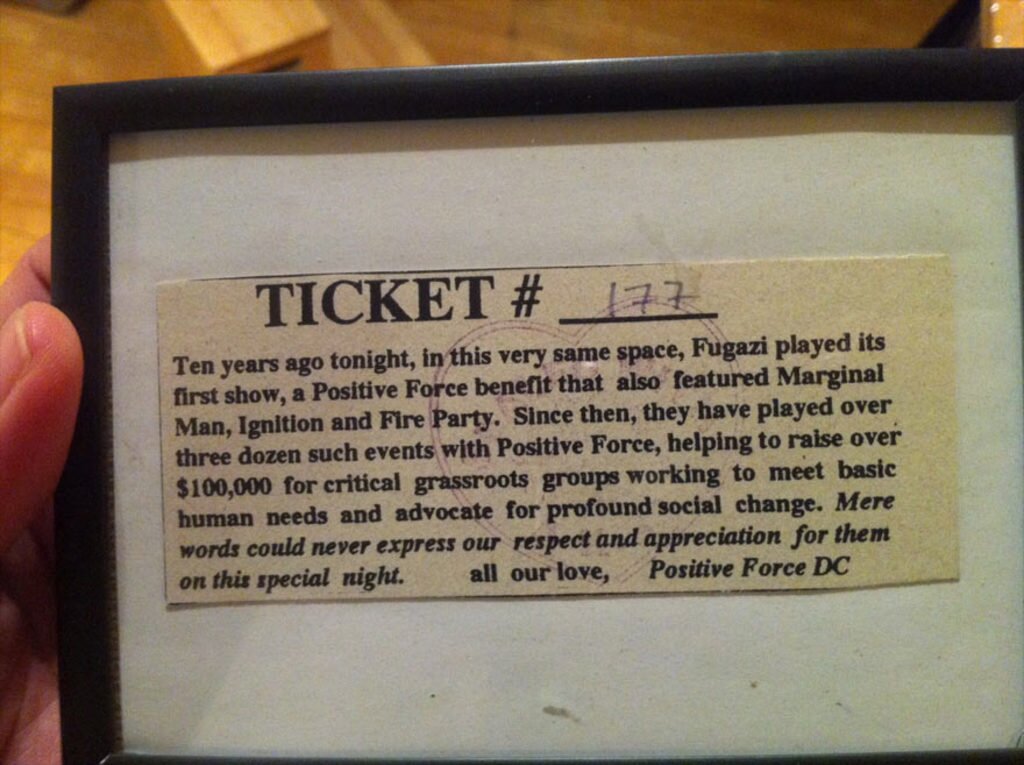 TICKET # 177
Ten years ago tonight, in this very same space, Fugazi played its
first show, a Positive Force benefit that also featured Marginal
Man, Ignition and Fire Party. Since then, they have played over
three dozen such events with Positive Force, helping to raise over
$100,000 for critical grassroots groups working to meet basic
human needs and advocate for profound social change. Mere
words could never express our respect and appreciation for them
on this special night. all our love, Positive Force DC